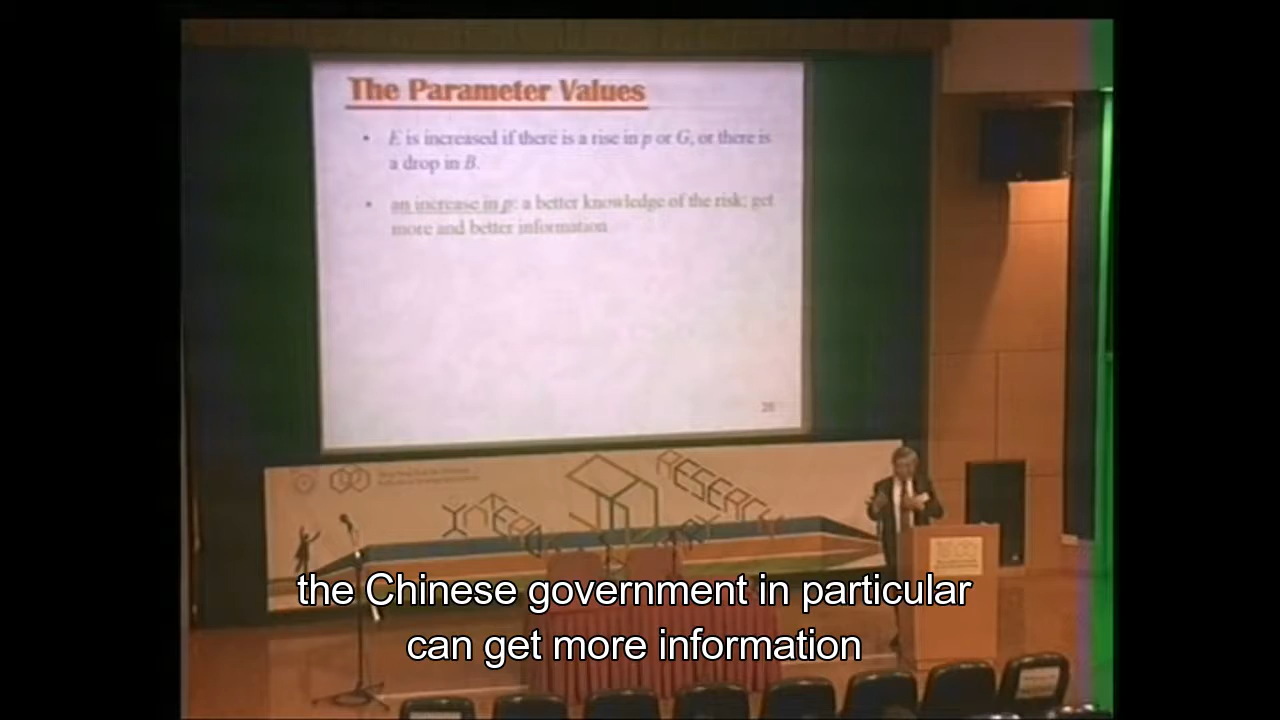 The Parameter Values
• E is increased if there is a rise in p or G, or there is
a drop in B.
• an increase in p: a better knowledge of the risk; get
more and better information
RESERCH
the Chinese government in particular
can get more information